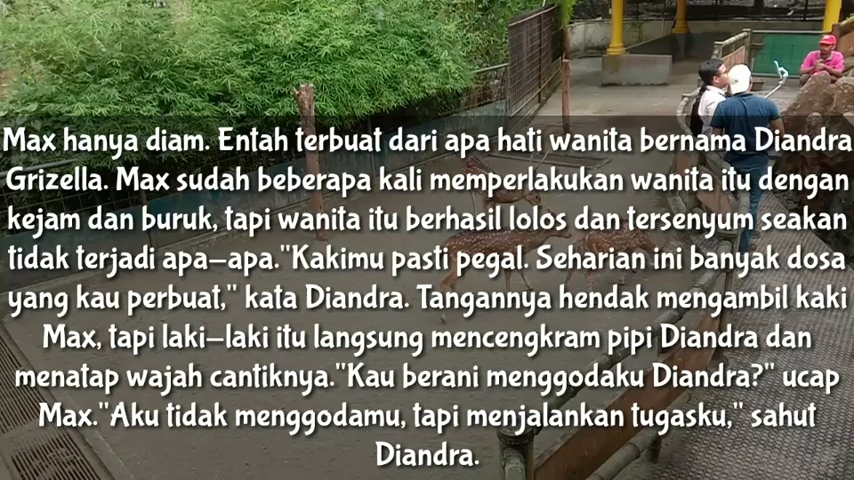 Max hanya diam. Entah terbuat dari apa hati wanita bernama Diandra
Grizella. Max sudah beberapa kali memperlakukan wanita itu dengan
kejam dan buruk, tapi wanita itu berhasil lolos dan tersenyum seakan
tidak terjadi apa-apa."Kakimu pasti pegal. Seharian ini banyak dosa
yang kau perbuat," kata Diandra. Tangannya hendak mengambil kaki
Max, tapi laki-laki itu langsung mencengkram pipi Diandra dan
menatap wajah cantiknya."Kau berani menggodaku Diandra?" ucap
Max."Aku tidak menggodamu, tapi menjalankan tugasku," sahut
Diandra.